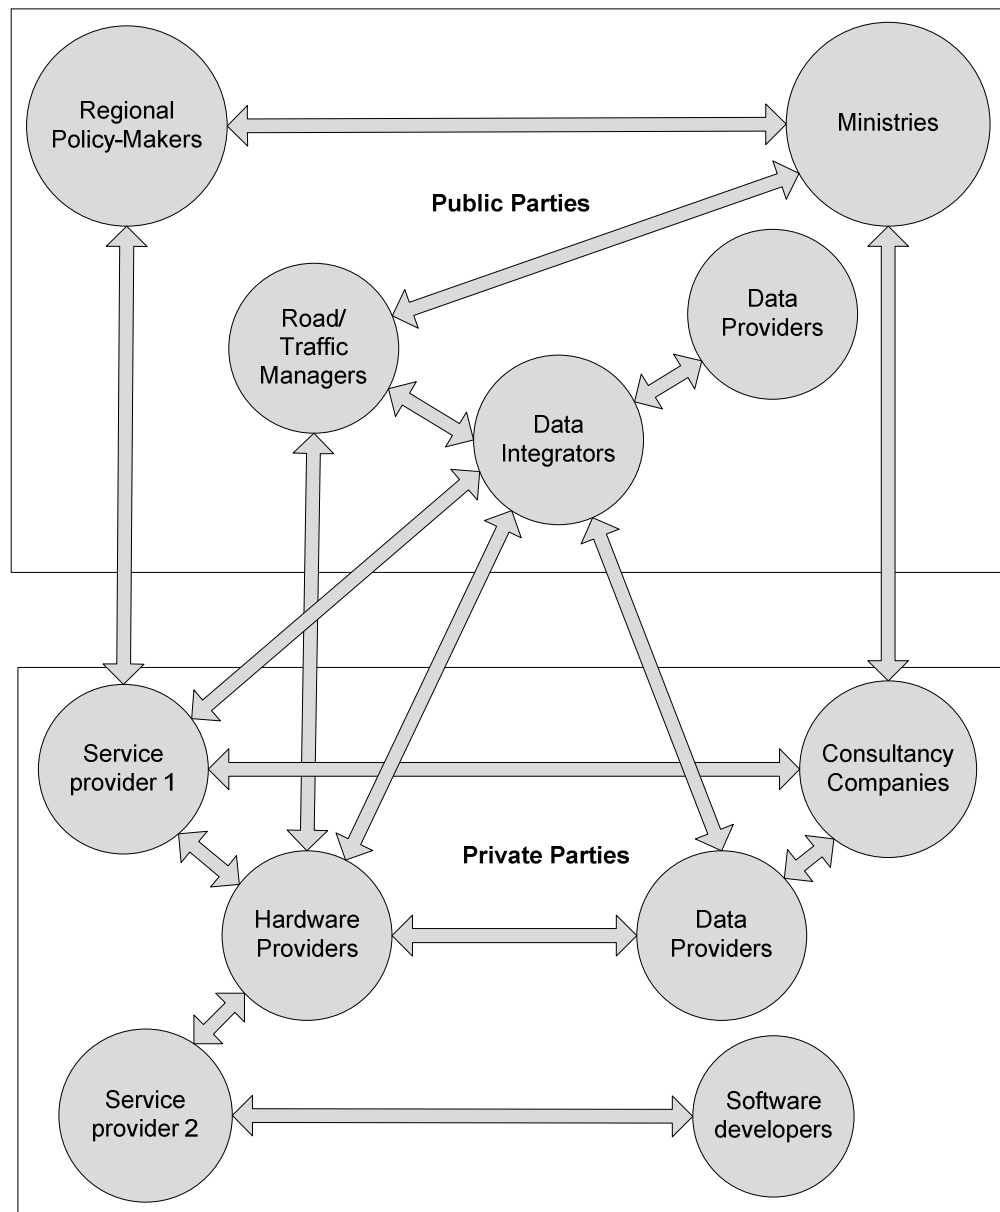 Regional
Policy-Makers
Ministries
Public Parties
Data
Providers
Road/
Traffic
Managers
Data
Integrators
Service
provider 1
Consultancy
Companies
Private Parties
Hardware
Providers
Data
Providers
Service
provider 2
Software
developers